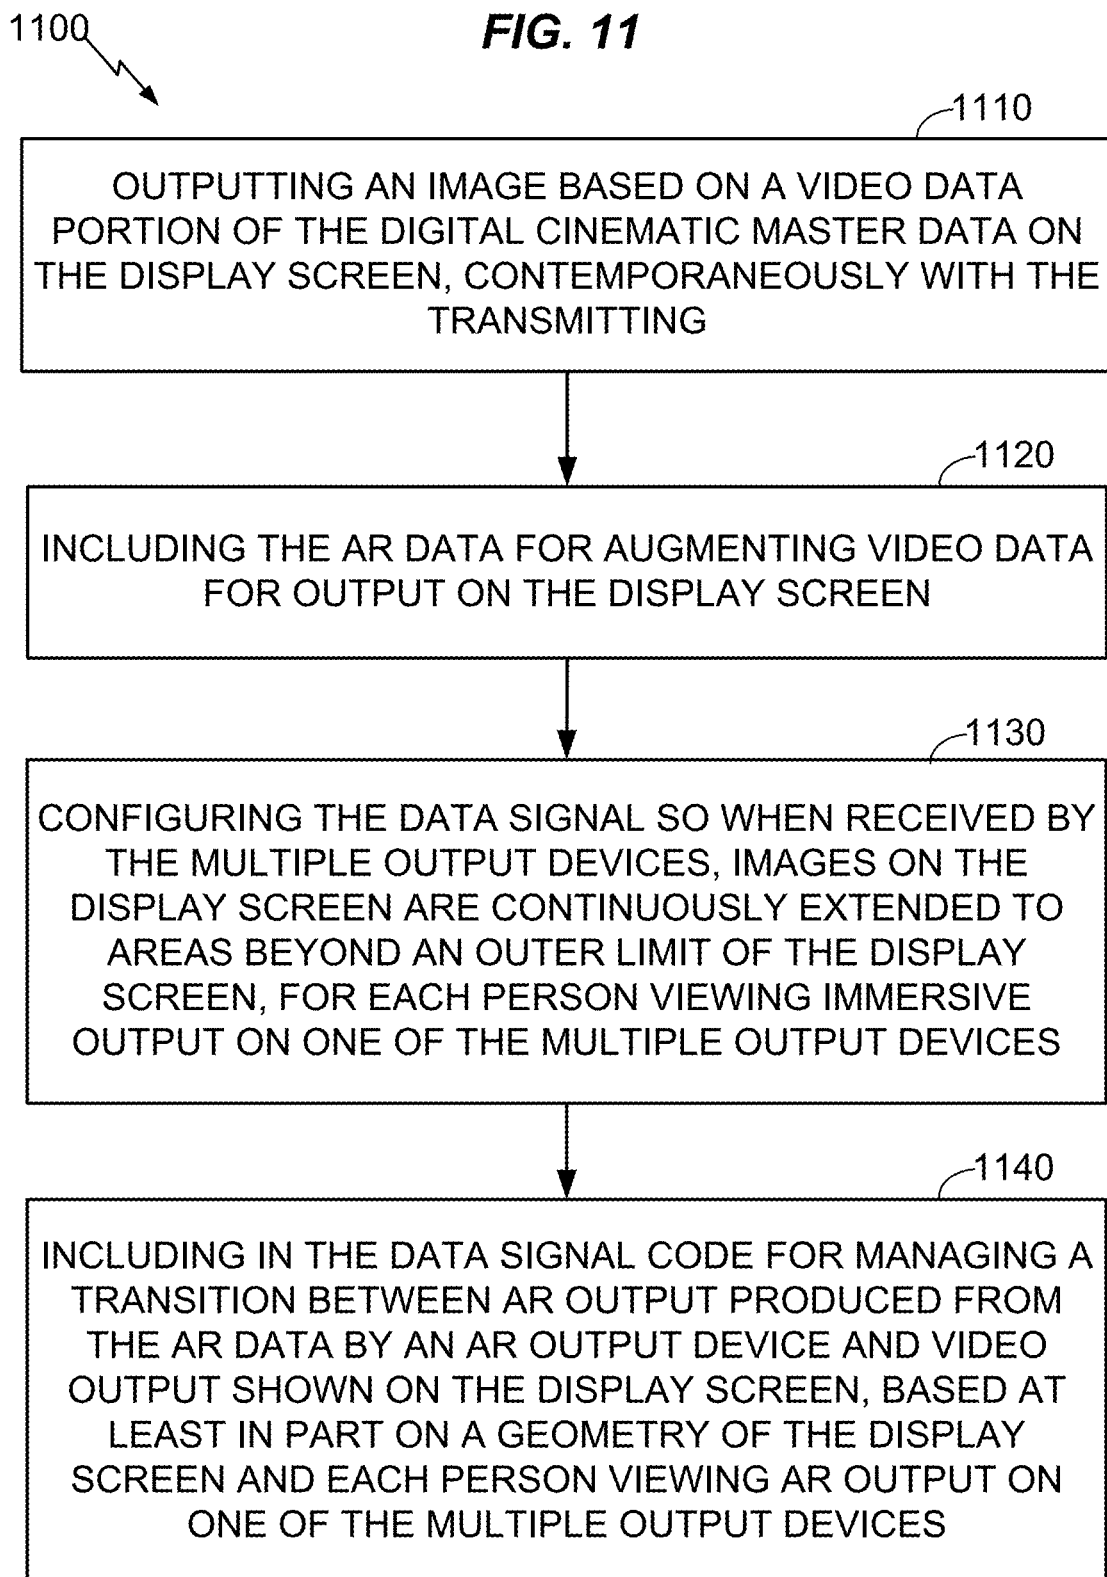 1100
FIG. 11
1110
OUTPUTTING AN IMAGE BASED ON A VIDEO DATA
PORTION OF THE DIGITAL CINEMATIC MASTER DATA ON
THE DISPLAY SCREEN, CONTEMPORANEOUSLY WITH THE
TRANSMITTING
1120
INCLUDING THE AR DATA FOR AUGMENTING VIDEO DATA
FOR OUTPUT ON THE DISPLAY SCREEN
1130
CONFIGURING THE DATA SIGNAL SO WHEN RECEIVED BY
THE MULTIPLE OUTPUT DEVICES, IMAGES ON THE
DISPLAY SCREEN ARE CONTINUOUSLY EXTENDED TO
AREAS BEYOND AN OUTER LIMIT OF THE DISPLAY
SCREEN, FOR EACH PERSON VIEWING IMMERSIVE
OUTPUT ON ONE OF THE MULTIPLE OUTPUT DEVICES
1140
INCLUDING IN THE DATA SIGNAL CODE FOR MANAGING A
TRANSITION BETWEEN AR OUTPUT PRODUCED FROM
THE AR DATA BY AN AR OUTPUT DEVICE AND VIDEO
OUTPUT SHOWN ON THE DISPLAY SCREEN, BASED AT
LEAST IN PART ON A GEOMETRY OF THE DISPLAY
SCREEN AND EACH PERSON VIEWING AR OUTPUT ON
ONE OF THE MULTIPLE OUTPUT DEVICES